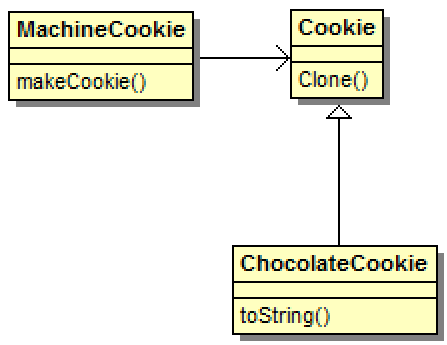 MachineCookie
makeCookie()
Cookie
Clone()
ChocolateCookie
toString()